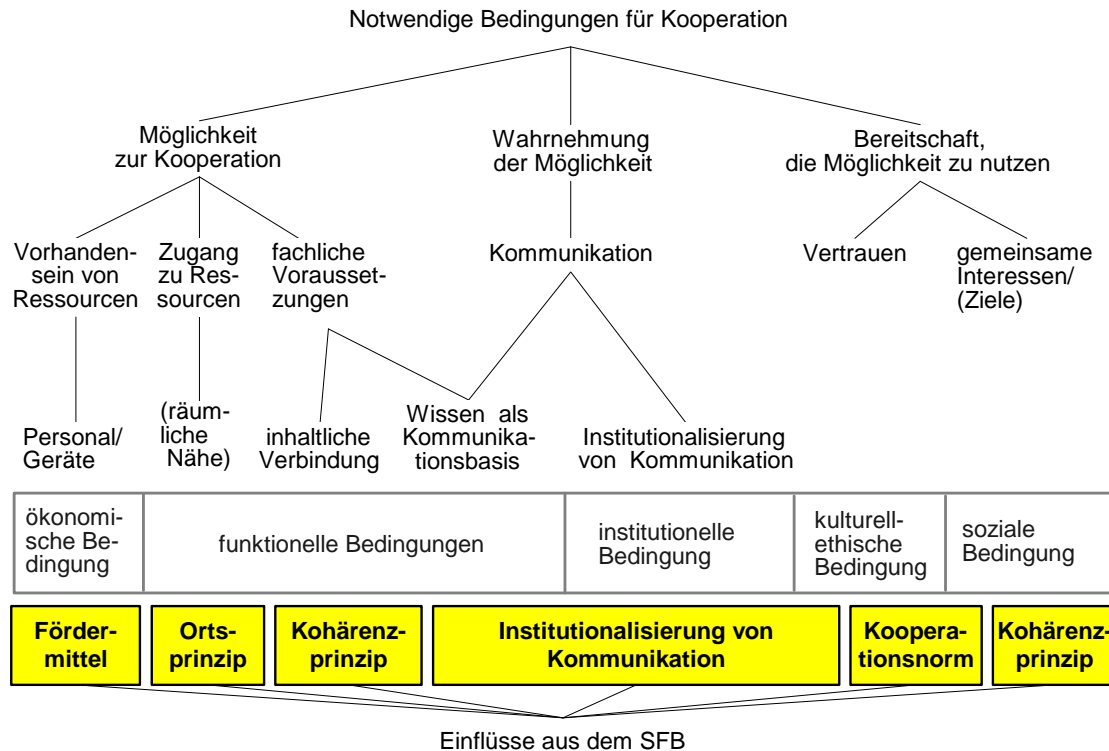 Notwendige Bedingungen für Kooperation
Möglichkeit
zur Kooperation
Wahrnehmung
der Möglichkeit
Bereitschaft,
die Möglichkeit zu nutzen
Vorhanden-
sein von
Ressourcen
Zugang
zu Res-
sourcen
fachliche
Vorausset-
zungen
Kommunikation
Vertrauen
gemeinsame
Interessen/
(Ziele)
Personal/
Geräte
(räum-
liche
Nähe)
inhaltliche
Verbindung
Wissen als
Kommunika-
tionsbasis
Institutionalisierung
von Kommunikation
ökonomi-
sche Be-
dingung
funktionelle Bedingungen
institutionelle
Bedingung
kulturell-
ethische
Bedingung
soziale
Bedingung
Förder-
mittel
Orts-
prinzip
Kohärenz-
prinzip
Institutionalisierung von
Kommunikation
Koopera-
tionsnorm
Kohärenz-
prinzip
Einflüsse aus dem SFB